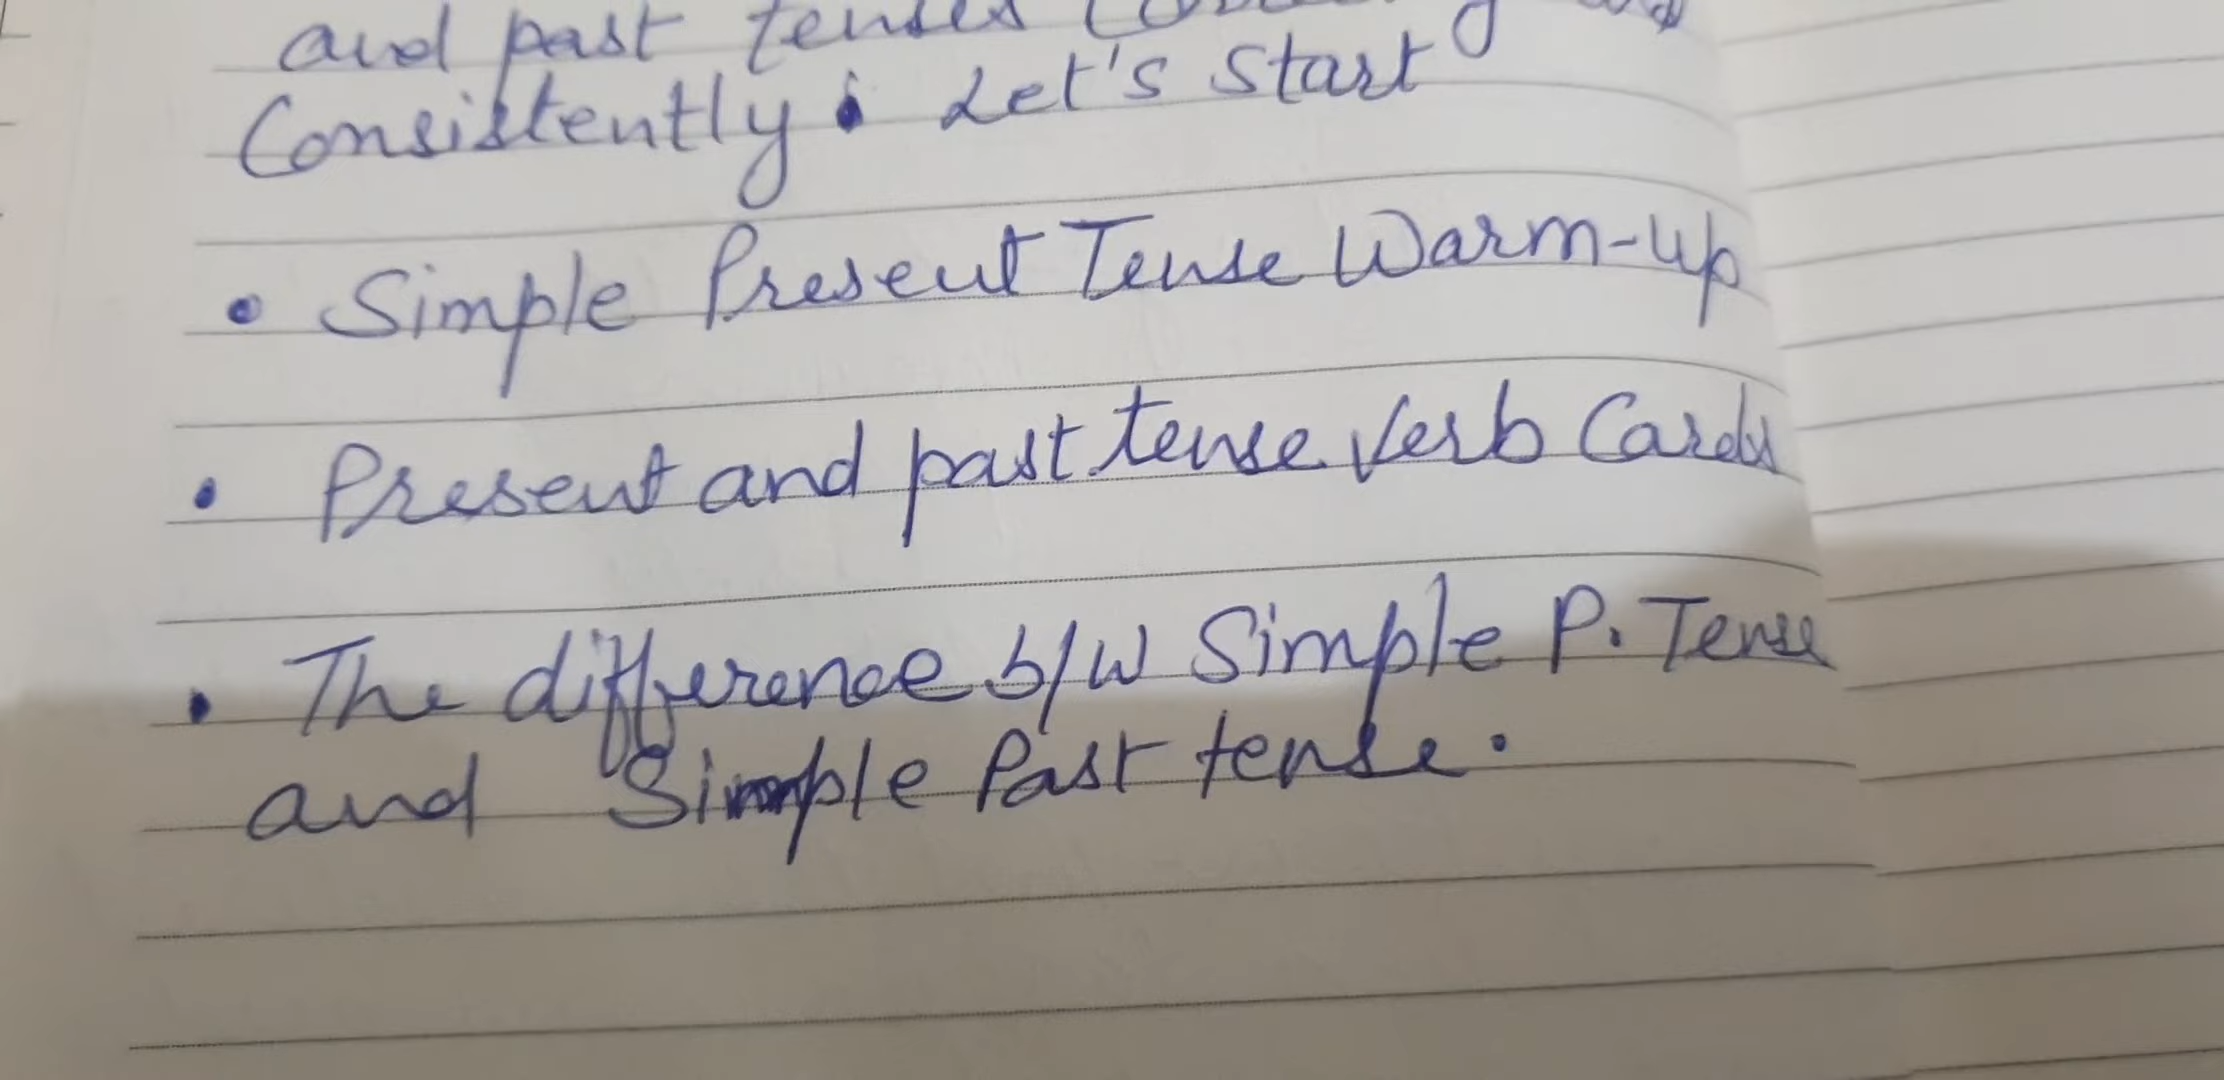 and past tenses
Consistently. Let's Start
• Simple Present Tense Warm-up
• Present and past tense Verb Cards
• The difference b/w Simple P. Tense
and Simple Past tense.